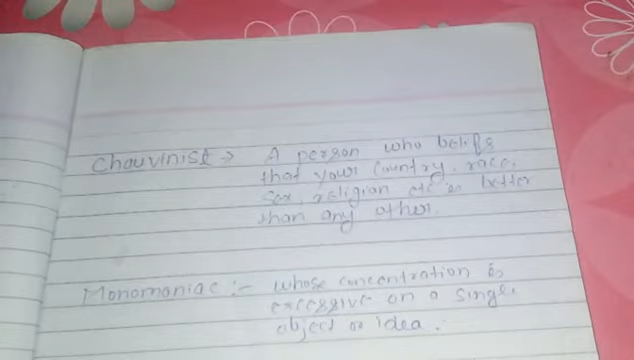 Chauvinist → A person who belifs
that your country, race,
sex, religion etc is better
than any other.
Monomaniac :- whose concentration is
excessive on a single
object or idea.